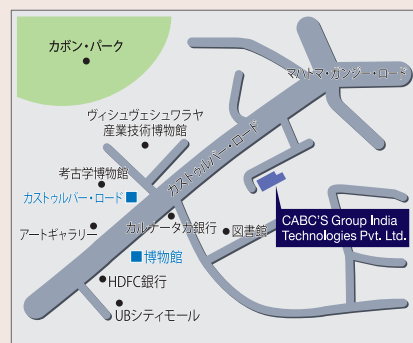 カボン・パーク
マハトマ・ガンジー・ロード
ヴィシュヴェシュワラヤ
産業技術博物館
カストゥルバー・ロード
考古学博物館
カストゥルバー・ロード
CABC'S Group India
Technologies Pvt. Ltd.
カルナータカ銀行
図書館
アートギャラリー
博物館
HDFC銀行
UBシティモール